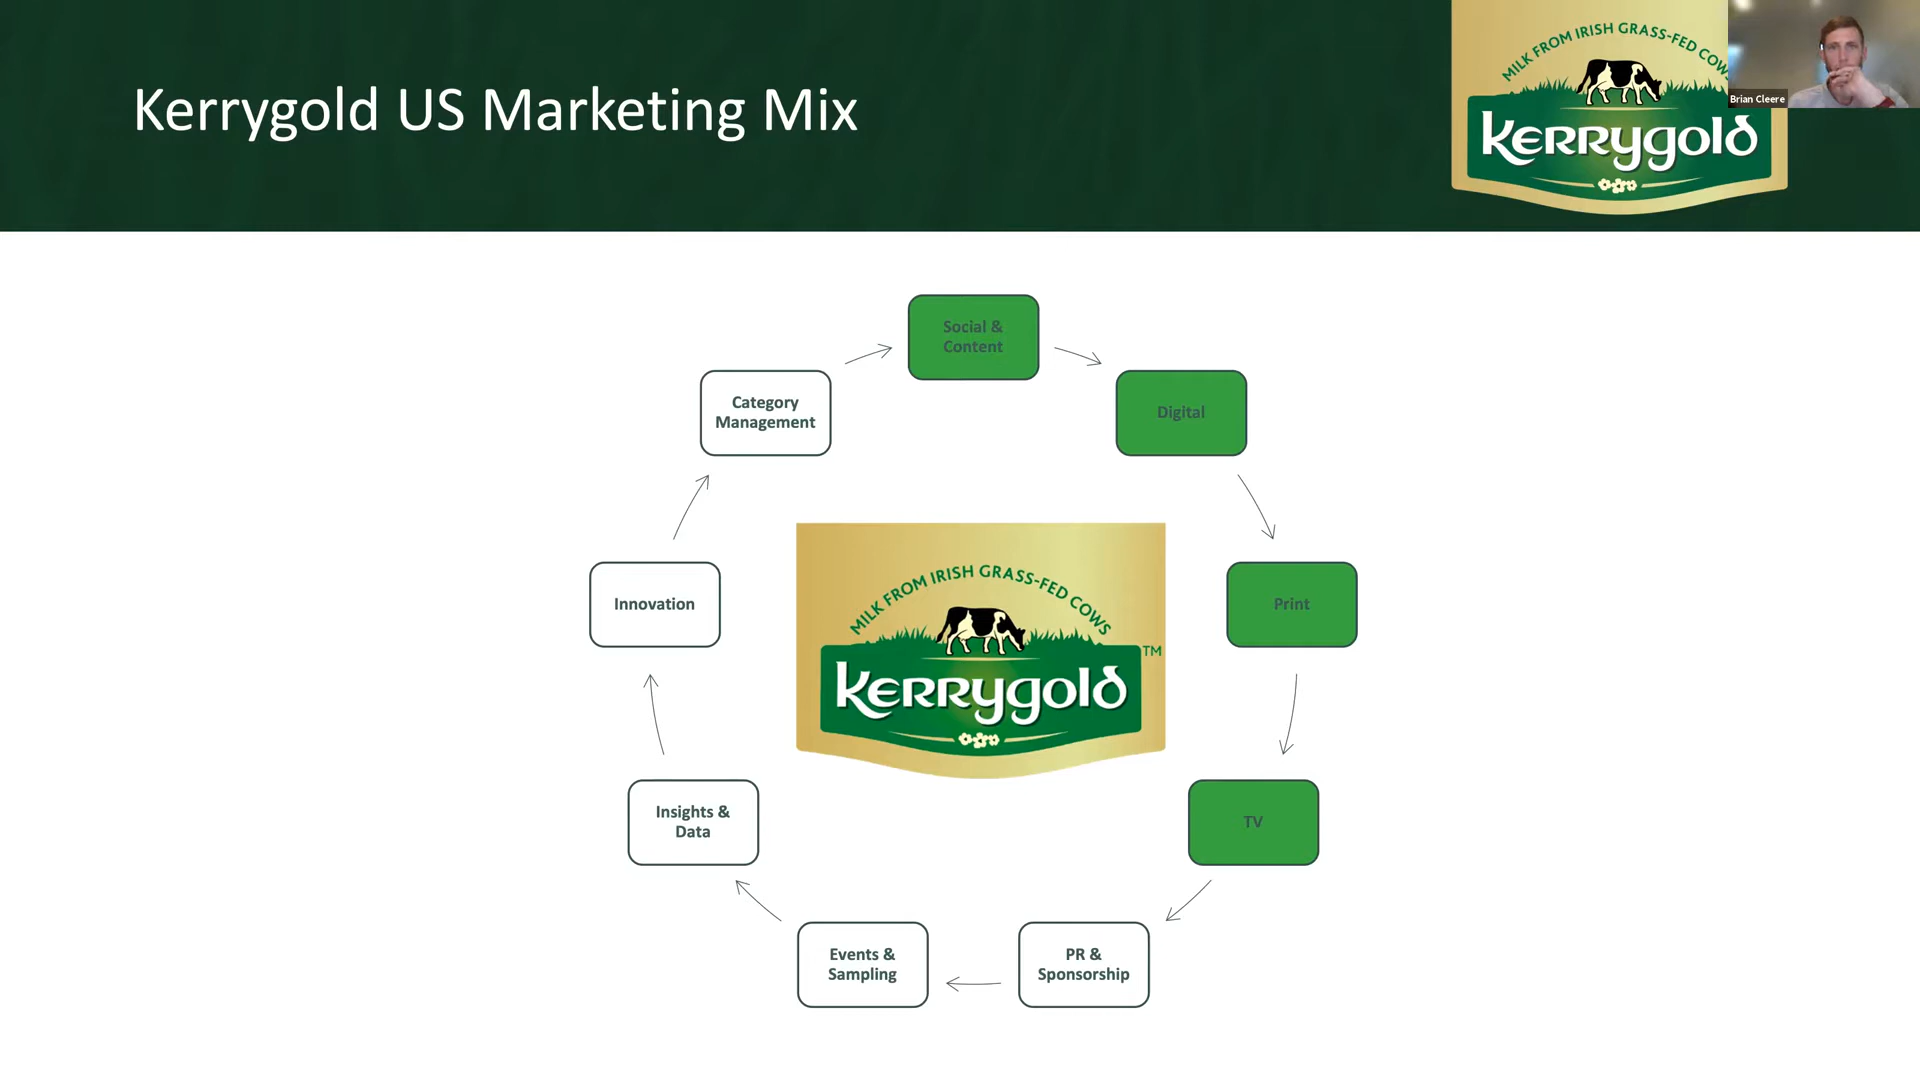 Kerrygold US Marketing Mix
MILK FROM IRISH GRASS-FED COWS
Kerrygold
Brian Cleere
Social &
Content
Digital
Print
TV
PR &
Sponsorship
Events &
Sampling
Insights &
Data
Innovation
Category
Management
MILK FROM IRISH GRASS-FED COWS
Kerrygold
TM